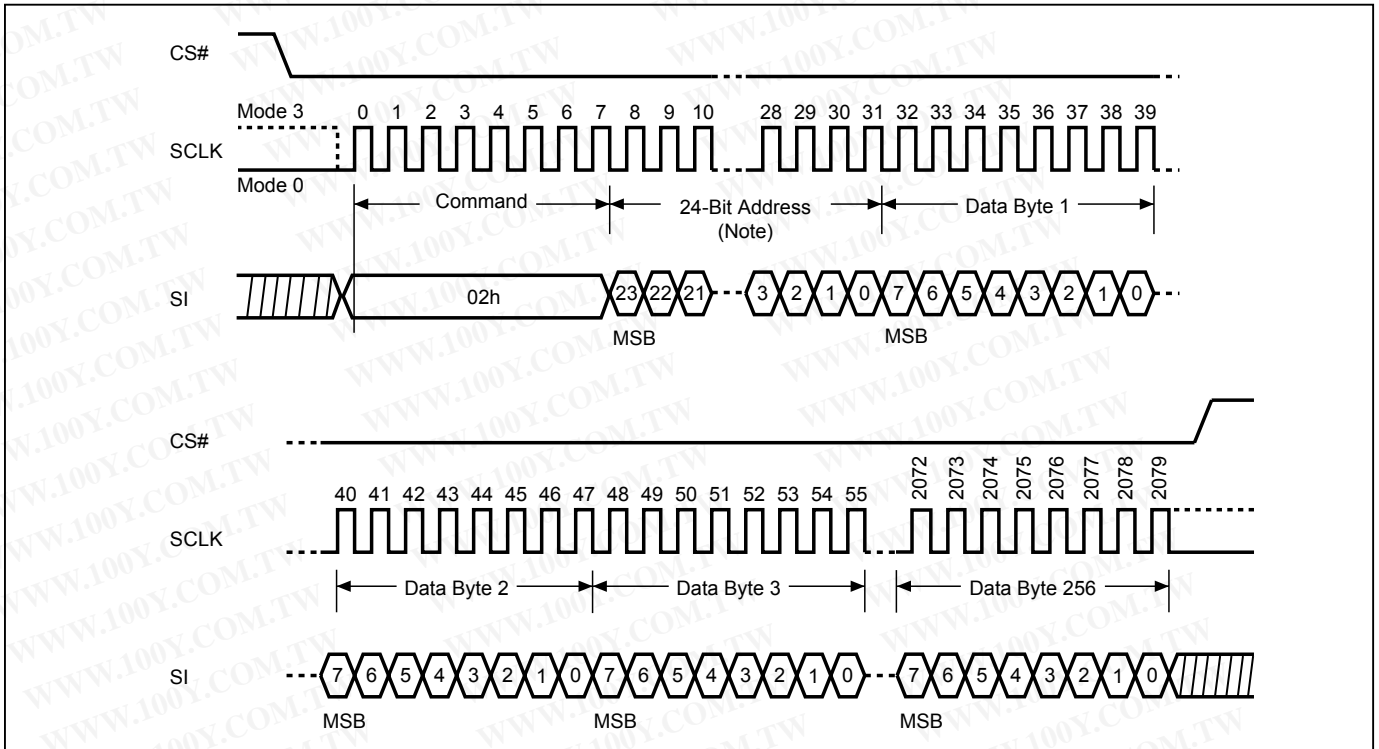 CS#
Mode 3 0 1 2 3 4 5 6 7 8 9 10 28 29 30 31 32 33 34 35 36 37 38 39
SCLK
Mode 0
Command 24-Bit Address Data Byte 1
(Note)
SI 02h 23 22 21 3 2 1 0 7 6 5 4 3 2 1 0
MSB MSB
CS#
40 41 42 43 44 45 46 47 48 49 50 51 52 53 54 55 2072 2073 2074 2075 2076 2077 2078 2079
SCLK
Data Byte 2 Data Byte 3 Data Byte 256
SI 7 6 5 4 3 2 1 0 7 6 5 4 3 2 1 0 7 6 5 4 3 2 1 0
MSB MSB MSB
WWW.100Y.COM.TW